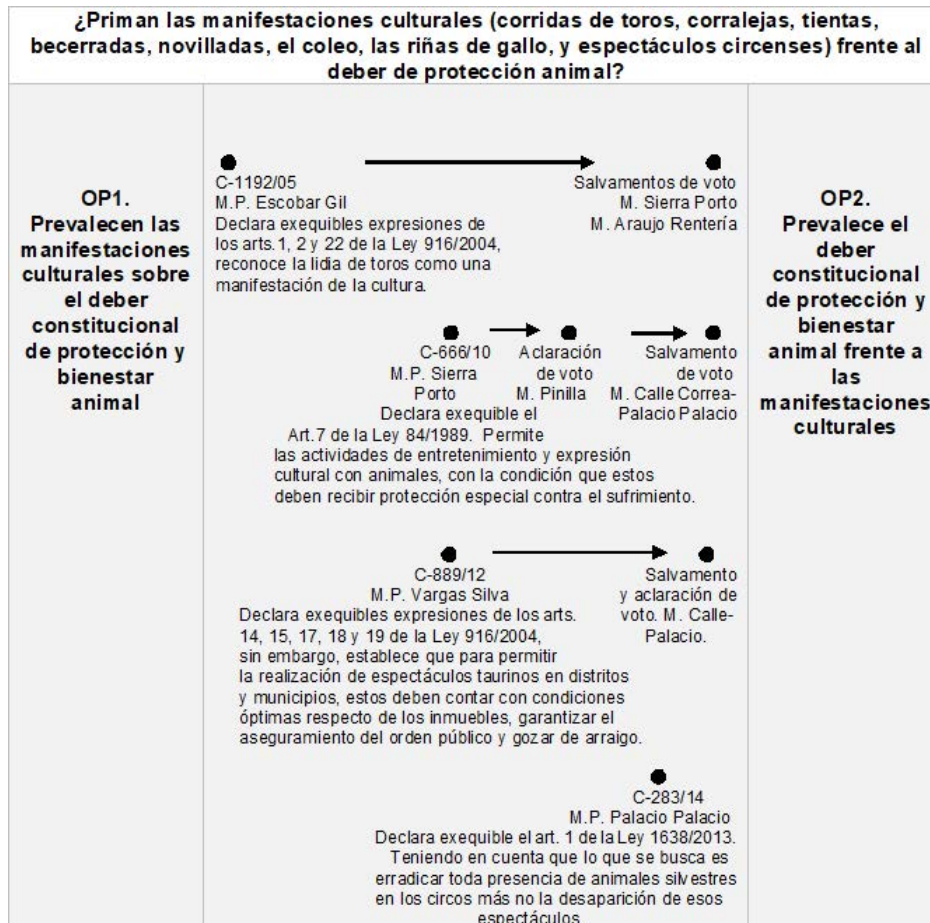 ¿Priman las manifestaciones culturales (corridas de toros, corralejas, tientas,
becerradas, novilladas, el coleo, las riñas de gallo, y espectáculos circenses) frente al
deber de protección animal?
OP1.
Prevalecen las
manifestaciones
culturales sobre
el deber
constitucional
de protección y
bienestar
animal
C-1192/05
M.P. Escobar Gil
Declara exequibles expresiones de
los arts.1, 2 y 22 de la Ley 916/2004,
reconoce la lidia de toros como una
manifestación de la cultura.
Salvamentos de voto
M. Sierra Porto
M. Araujo Rentería
C-666/10
M.P. Sierra
Porto
Declara exequible el
Art.7 de la Ley 84/1989. Permite
las actividades de entretenimiento y expresión
cultural con animales, con la condición que estos
deben recibir protección especial contra el sufrimiento.
Aclaración
de voto
M. Pinilla
Salvamento
de voto
M. Calle Correa-
Palacio Palacio
C-889/12
M.P. Vargas Silva
Declara exequibles expresiones de los arts.
14, 15, 17, 18 y 19 de la Ley 916/2004,
sin embargo, establece que para permitir
la realización de espectáculos taurinos en distritos
y municipios, estos deben contar con condiciones
óptimas respecto de los inmuebles, garantizar el
aseguramiento del orden público y gozar de arraigo.
Salvamento
y aclaración de
voto. M. Calle-
Palacio.
C-283/14
M.P. Palacio Palacio
Declara exequible el art. 1 de la Ley 1638/2013.
Teniendo en cuenta que lo que se busca es
erradicar toda presencia de animales silvestres
en los circos más no la desaparición de esos
espectáculos
OP2.
Prevalece el
deber
constitucional
de protección y
bienestar
animal frente a
las
manifestaciones
culturales